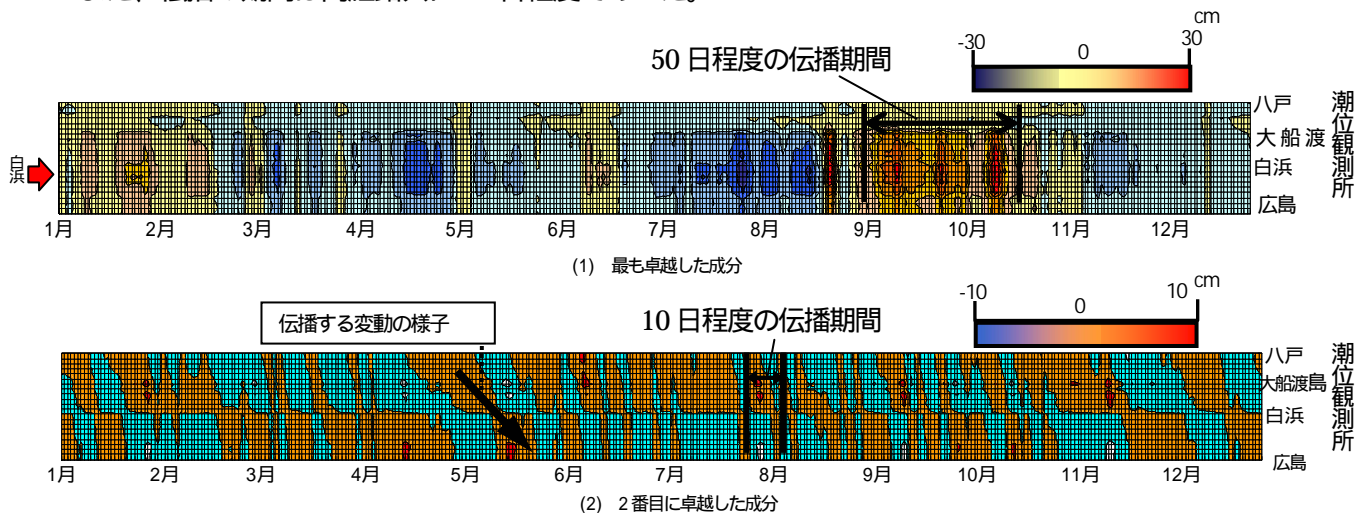 cm
-30 0 30
50 日程度の伝播期間
八戸
大船渡
白浜
広島
潮位観測所
白浜
1月 2月 3月 4月 5月 6月 7月 8月 9月 10月 11月 12月
(1) 最も卓越した成分
cm
-10 0 10
伝播する変動の様子
10 日程度の伝播期間
八戸
大船渡島
白浜
広島
潮位観測所
1月 2月 3月 4月 5月 6月 7月 8月 9月 10月 11月 12月
(2) 2 番目に卓越した成分